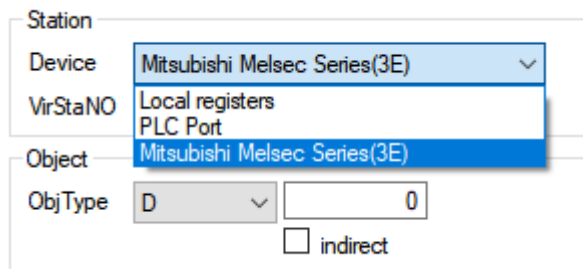 Station
Device Mitsubishi Melsec Series(3E)
VirStaNO Local registers
PLC Port
Mitsubishi Melsec Series(3E)
Object
ObjType D 0
indirect